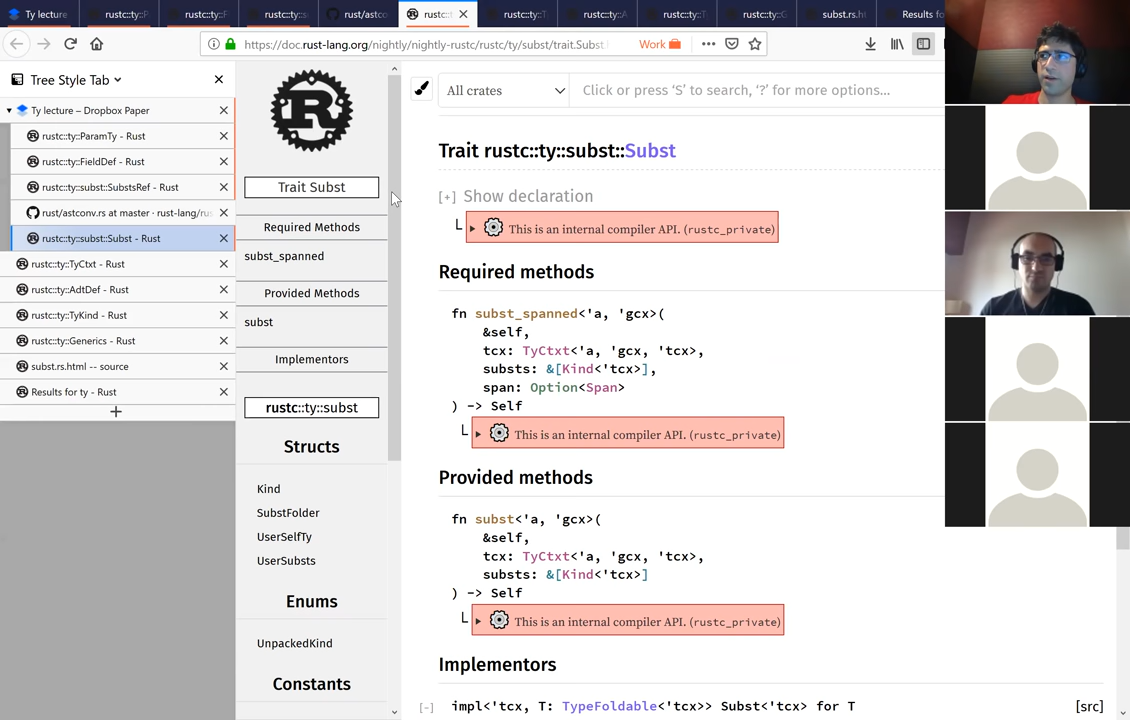 Ty lecture
rustc::ty::P
rustc::ty::F
rustc::ty::s
rust/astco
rustc::
rustc::ty::T
rustc::ty::A
rustc::ty::T
rustc::ty::G
subst.rs.ht
Results fo
https://doc.rust-lang.org/nightly/nightly-rustc/rustc/ty/subst/trait.Subst
Work
Tree Style Tab
Ty lecture – Dropbox Paper
rustc::ty::ParamTy - Rust
rustc::ty::FieldDef - Rust
rustc::ty::subst::SubstsRef - Rust
rust/astconv.rs at master · rust-lang/ru
rustc::ty::subst::Subst - Rust
rustc::ty::TyCtxt - Rust
rustc::ty::AdtDef - Rust
rustc::ty::TyKind - Rust
rustc::ty::Generics - Rust
subst.rs.html -- source
Results for ty - Rust
Trait Subst
Required Methods
subst_spanned
Provided Methods
subst
Implementors
rustc::ty::subst
Structs
Kind
SubstFolder
UserSelfTy
UserSubsts
Enums
UnpackedKind
Constants
All crates
Click or press ‘S’ to search, ‘?’ for more options…
Trait rustc::ty::subst::Subst
[+] Show declaration
This is an internal compiler API. (rustc_private)
Required methods
fn subst_spanned<'a, 'gcx>(
&self,
tcx: TyCtxt<'a, 'gcx, 'tcx>,
substs: &[Kind<'tcx>],
span: Option<Span>
) -> Self
This is an internal compiler API. (rustc_private)
Provided methods
fn subst<'a, 'gcx>(
&self,
tcx: TyCtxt<'a, 'gcx, 'tcx>,
substs: &[Kind<'tcx>]
) -> Self
This is an internal compiler API. (rustc_private)
Implementors
[-] impl<'tcx, T: TypeFoldable<'tcx>> Subst<'tcx> for T [src]